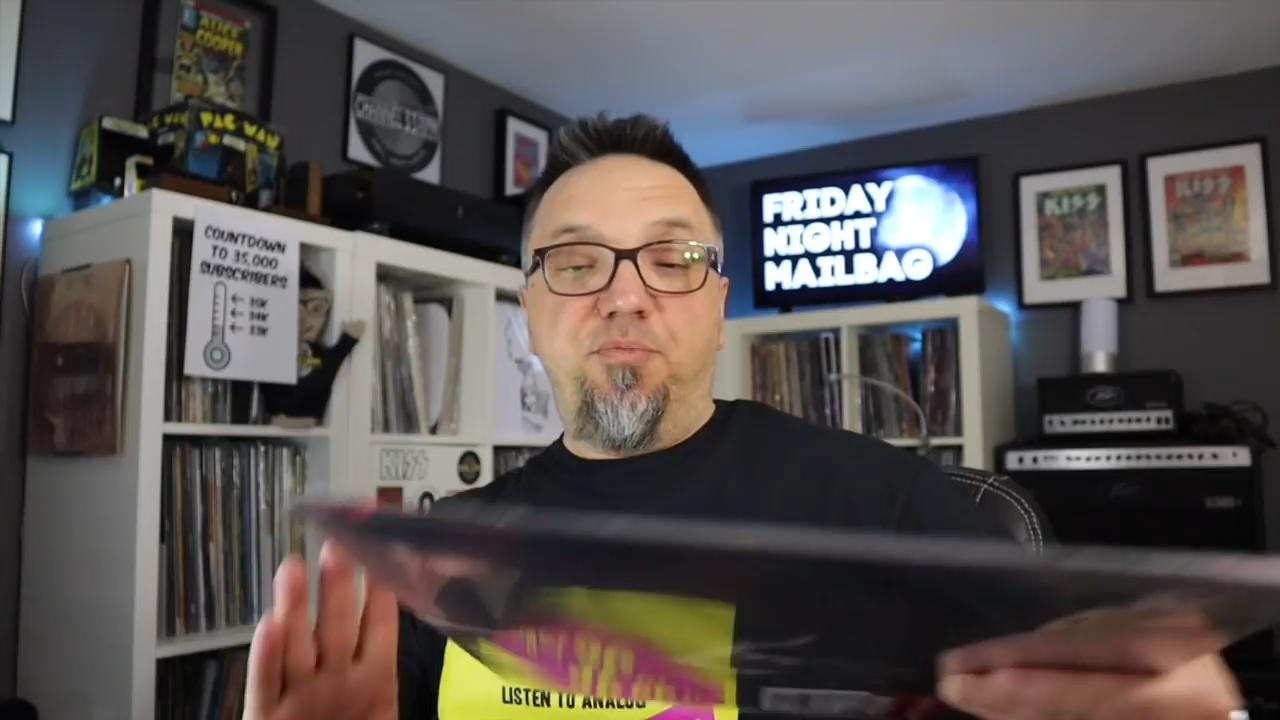 ALICE
COOPER
PAC-MAN
COUNTDOWN
TO 35,000
SUBSCRIBERS
35K
34K
33K
FRIDAY
NIGHT
MAILBAG
KISS
KISS
KISS
LISTEN TO ANALOG